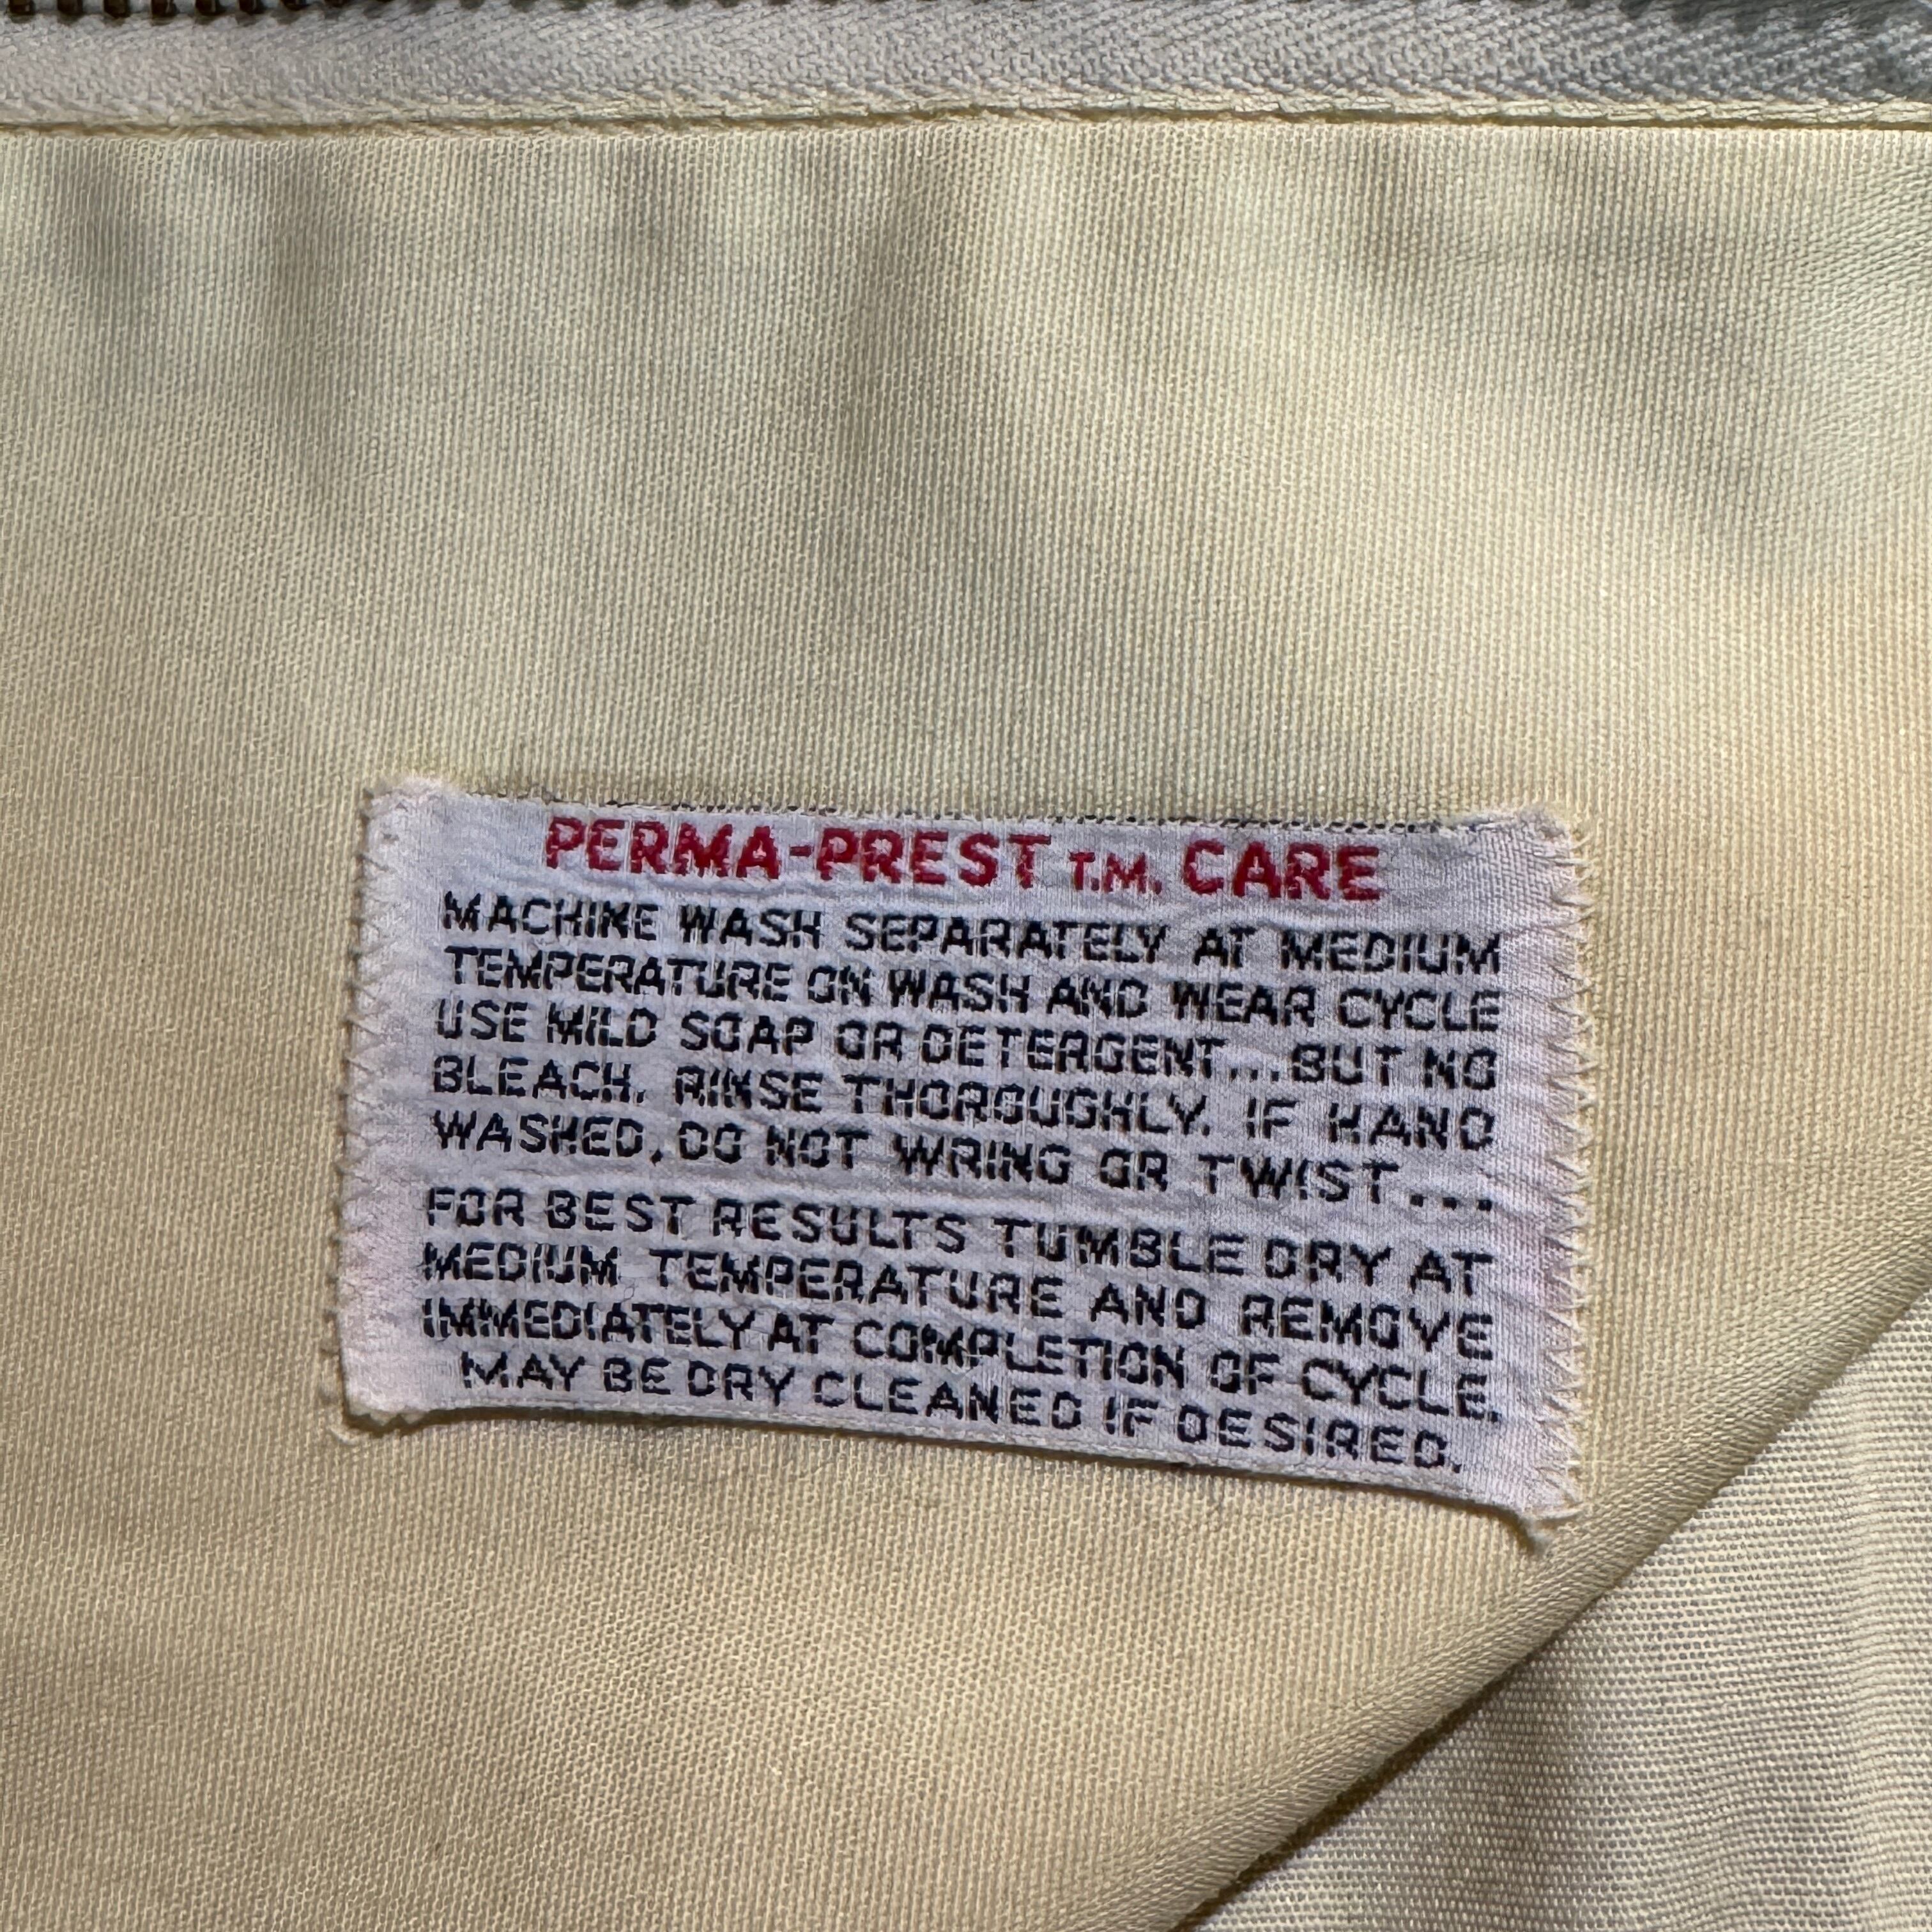 PERMA-PREST T.M. CARE
MACHINE WASH SEPARATELY AT MEDIUM
TEMPERATURE ON WASH AND WEAR CYCLE
USE MILD SOAP OR DETERGENT...BUT NO
BLEACH. RINSE THOROUGHLY. IF HAND
WASHED, DO NOT WRING OR TWIST...
FOR BEST RESULTS TUMBLE DRY AT
MEDIUM TEMPERATURE AND REMOVE
IMMEDIATELY AT COMPLETION OF CYCLE.
MAY BE DRY CLEANED IF DESIRED.